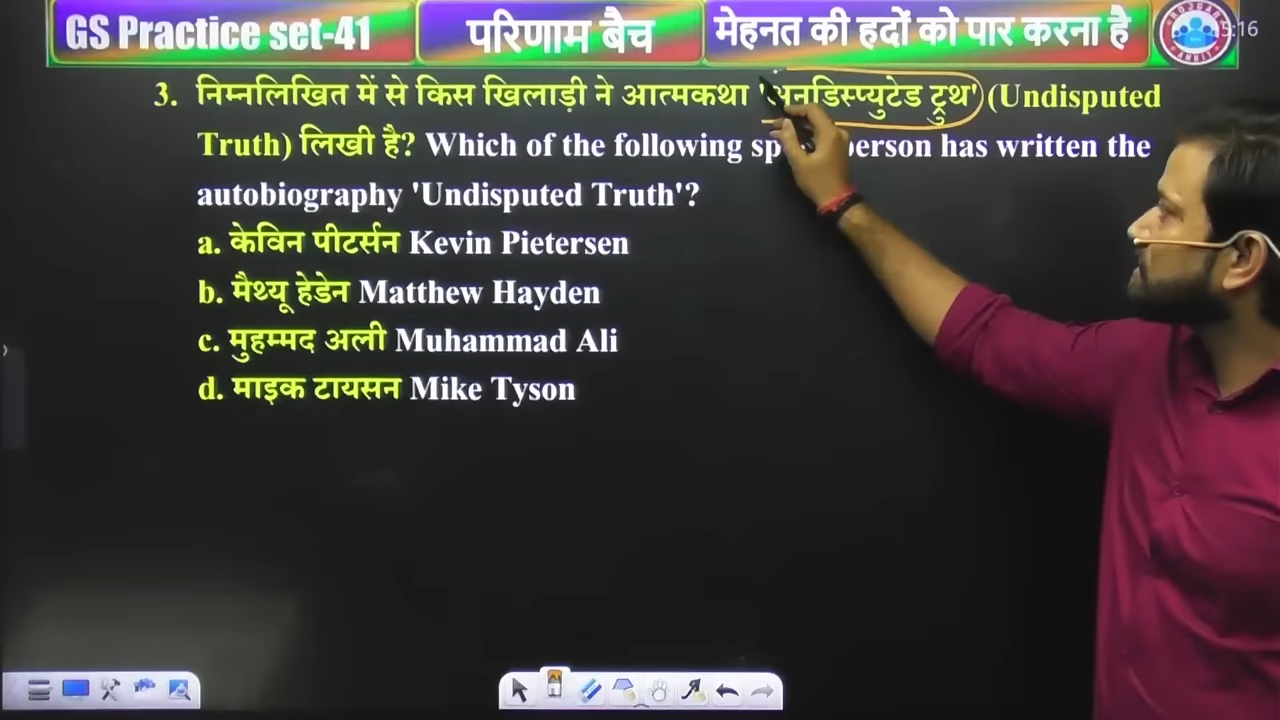 GS Practice set-41
परिणाम बैच
मेहनत की हदों को पार करना है
5:16
3. निम्नलिखित में से किस खिलाड़ी ने आत्मकथा 'अनडिस्प्युटेड ट्रुथ' (Undisputed
Truth) लिखी है? Which of the following person has written the
autobiography 'Undisputed Truth'?
a. केविन पीटर्सन Kevin Pietersen
b. मैथ्यू हेडेन Matthew Hayden
c. मुहम्मद अली Muhammad Ali
d. माइक टायसन Mike Tyson